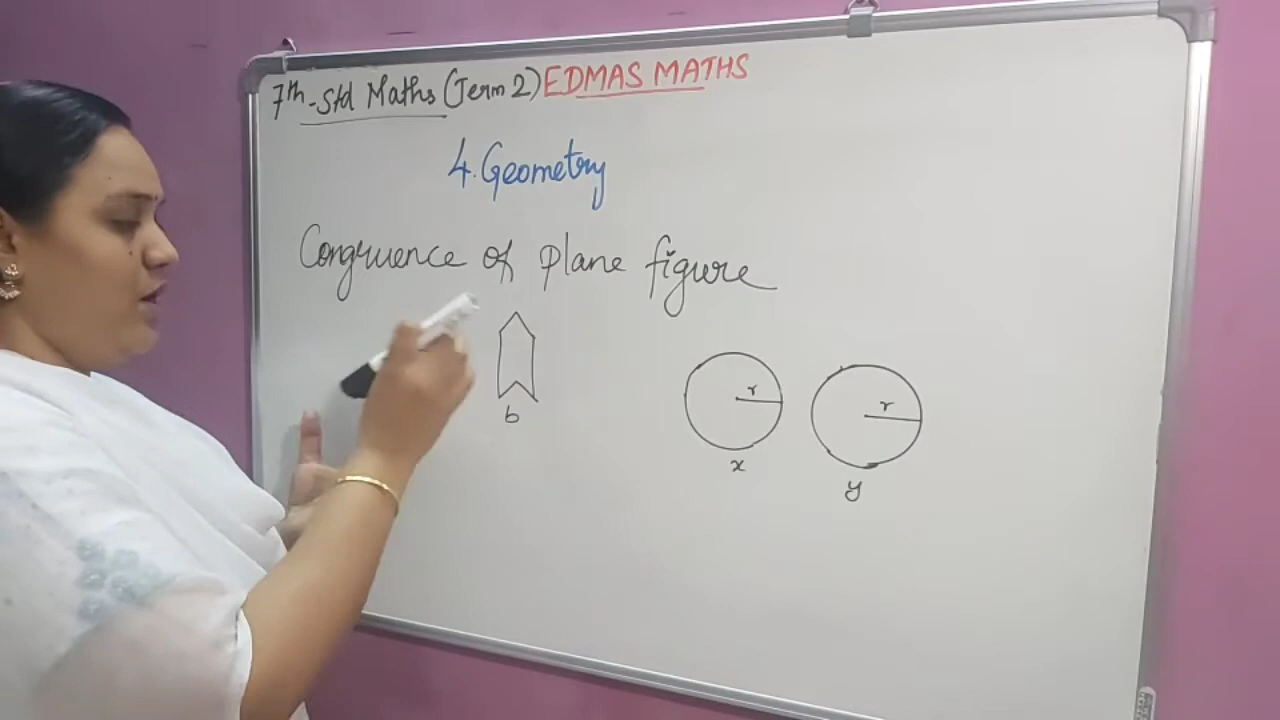 7th-Std Maths (Term 2) EDMAS MATHS
4. Geometry
Congruence of plane figure
b
r
r
x
y